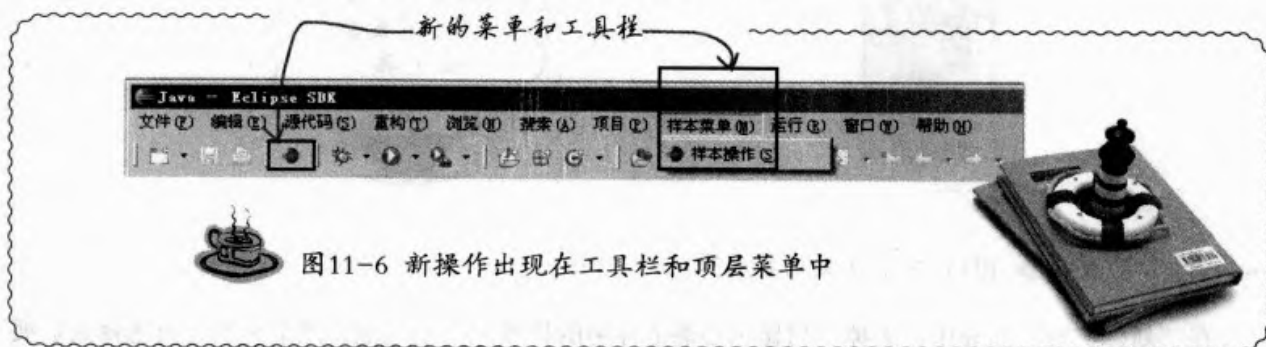 新的菜单和工具栏
Java - Eclipse SDK
文件(F) 编辑(E) 源代码(S) 重构(T) 浏览(N) 搜索(A) 项目(P) 样本菜单(M) 运行(R) 窗口(W) 帮助(H)
样本操作(S
图11-6 新操作出现在工具栏和顶层菜单中